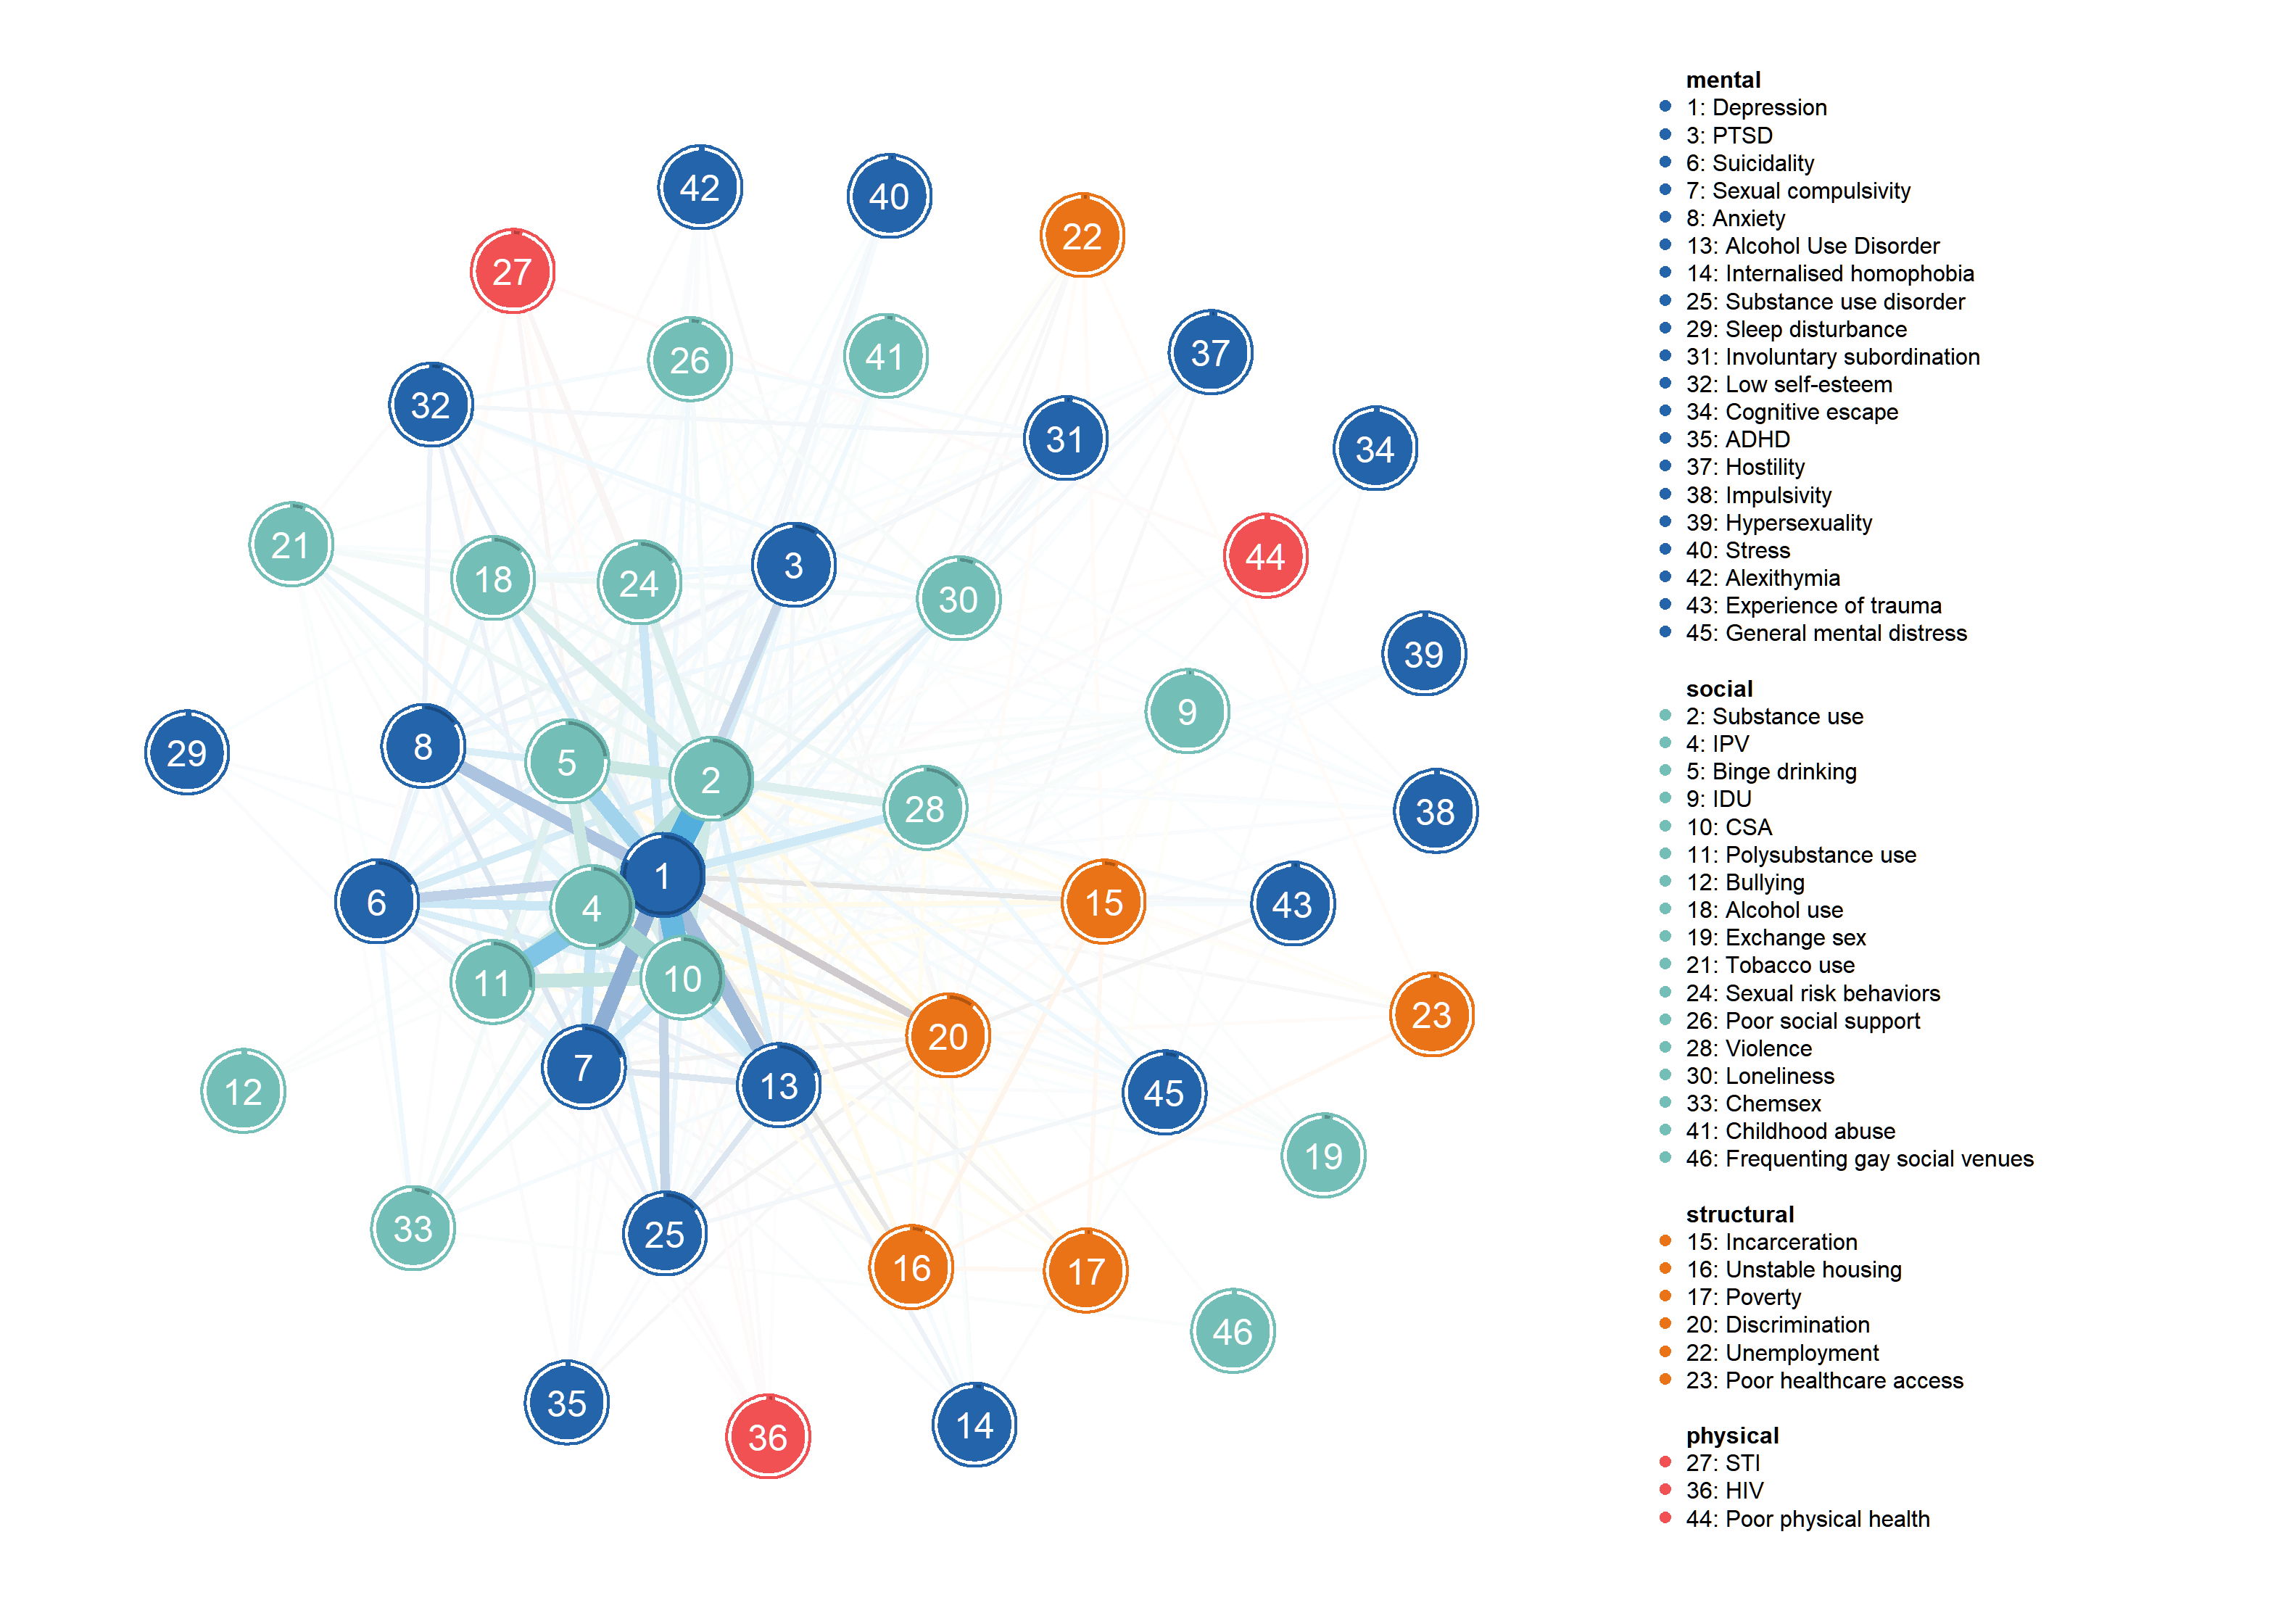 42
40
22
27
26
41
37
32
31
34
21
18
24
3
30
44
39
9
29
8
5
2
28
38
1
6
4
15
43
11
10
20
23
7
13
45
12
19
33
25
16
17
46
35
36
14
mental
1: Depression
3: PTSD
6: Suicidality
7: Sexual compulsivity
8: Anxiety
13: Alcohol Use Disorder
14: Internalised homophobia
25: Substance use disorder
29: Sleep disturbance
31: Involuntary subordination
32: Low self-esteem
34: Cognitive escape
35: ADHD
37: Hostility
38: Impulsivity
39: Hypersexuality
40: Stress
42: Alexithymia
43: Experience of trauma
45: General mental distress
social
2: Substance use
4: IPV
5: Binge drinking
9: IDU
10: CSA
11: Polysubstance use
12: Bullying
18: Alcohol use
19: Exchange sex
21: Tobacco use
24: Sexual risk behaviors
26: Poor social support
28: Violence
30: Loneliness
33: Chemsex
41: Childhood abuse
46: Frequenting gay social venues
structural
15: Incarceration
16: Unstable housing
17: Poverty
20: Discrimination
22: Unemployment
23: Poor healthcare access
physical
27: STI
36: HIV
44: Poor physical health